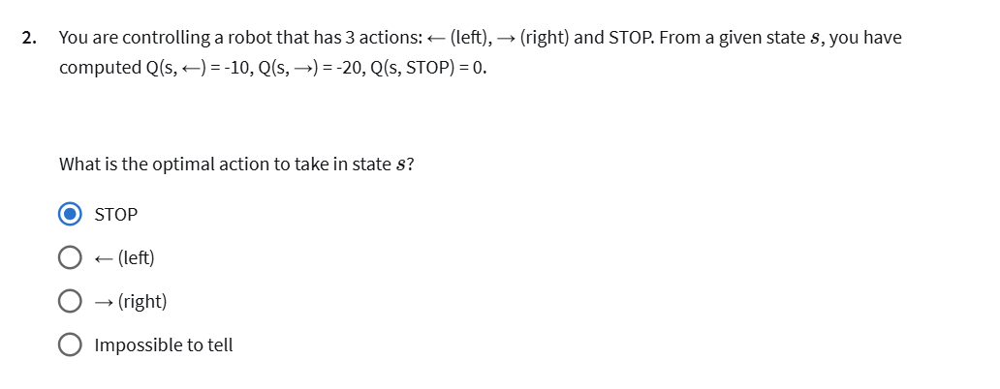 2. You are controlling a robot that has 3 actions: ← (left), → (right) and STOP. From a given state s, you have
computed Q(s, ←) = -10, Q(s, →) = -20, Q(s, STOP) = 0.
What is the optimal action to take in state s?
STOP
← (left)
→ (right)
Impossible to tell